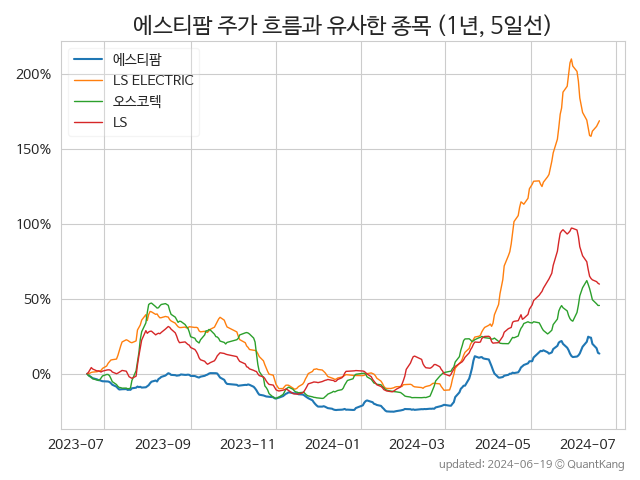 에스티팜 주가 흐름과 유사한 종목 (1년, 5일선)
에스티팜
LS ELECTRIC
오스코텍
LS
200%
150%
100%
50%
0%
2023-07 2023-09 2023-11 2024-01 2024-03 2024-05 2024-07
updated: 2024-06-19 © QuantKang